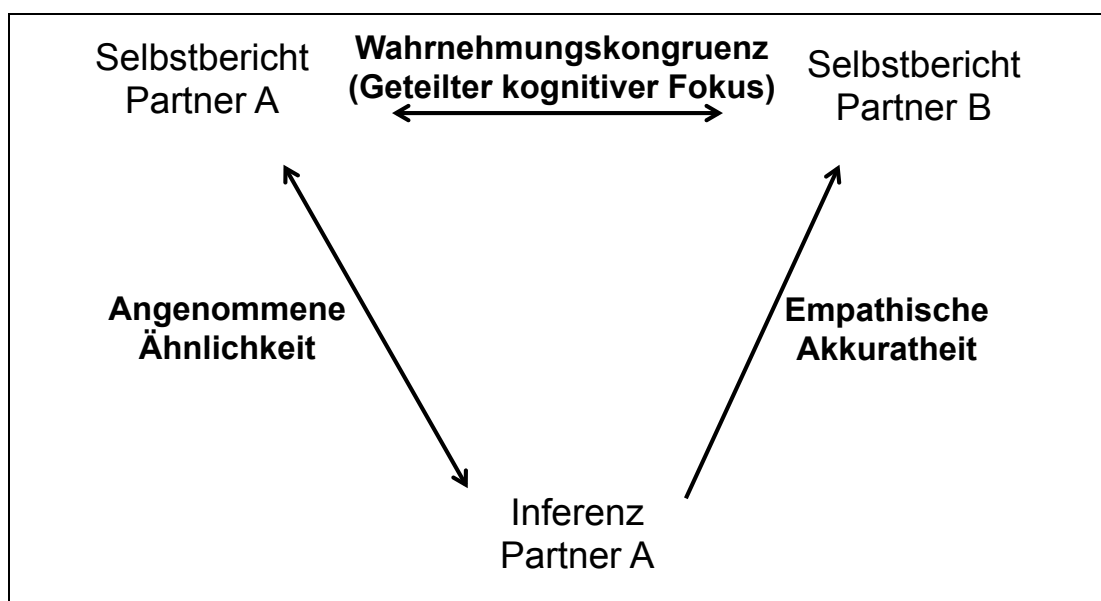 Selbstbericht
Partner A
Wahrnehmungskongruenz
(Geteilter kognitiver Fokus)
Selbstbericht
Partner B
Angenommene
Ähnlichkeit
Empathische
Akkuratheit
Inferenz
Partner A